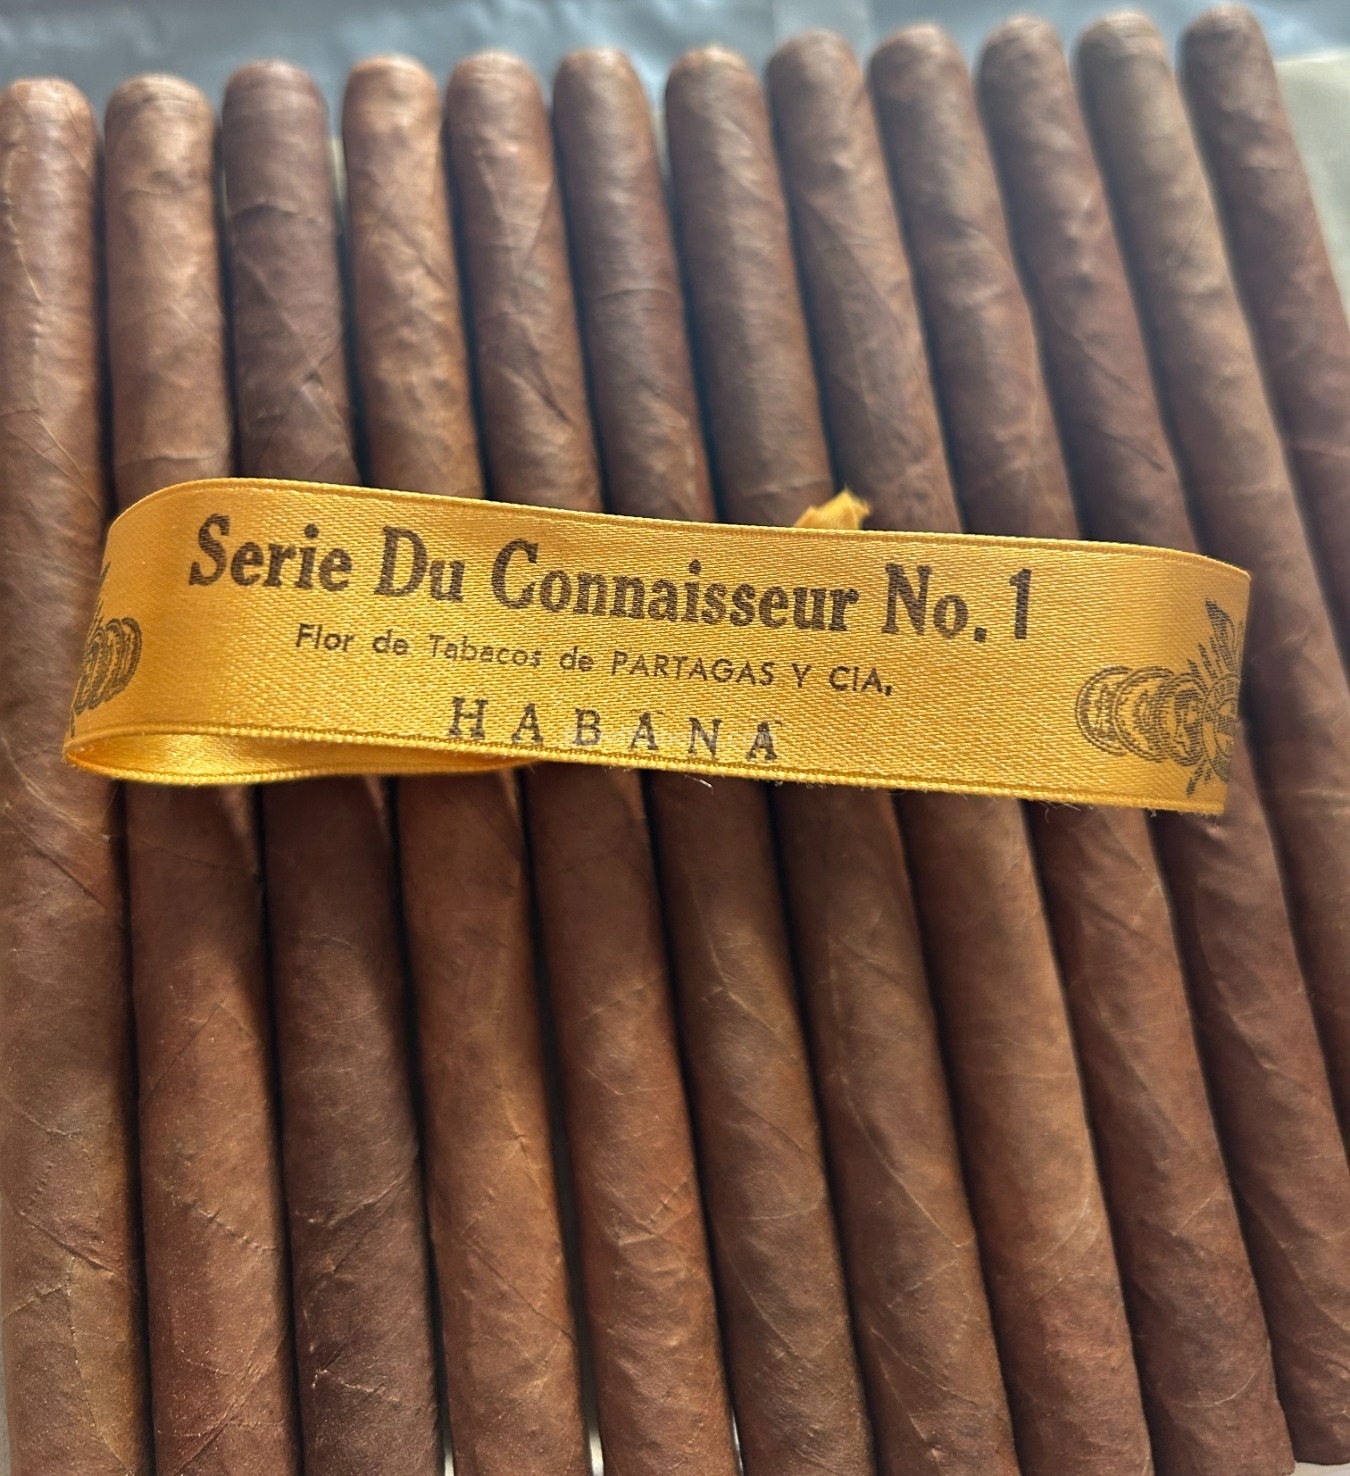 Serie Du Connaisseur No. 1
Flor de Tabacos de PARTAGAS Y CIA.
HABANA